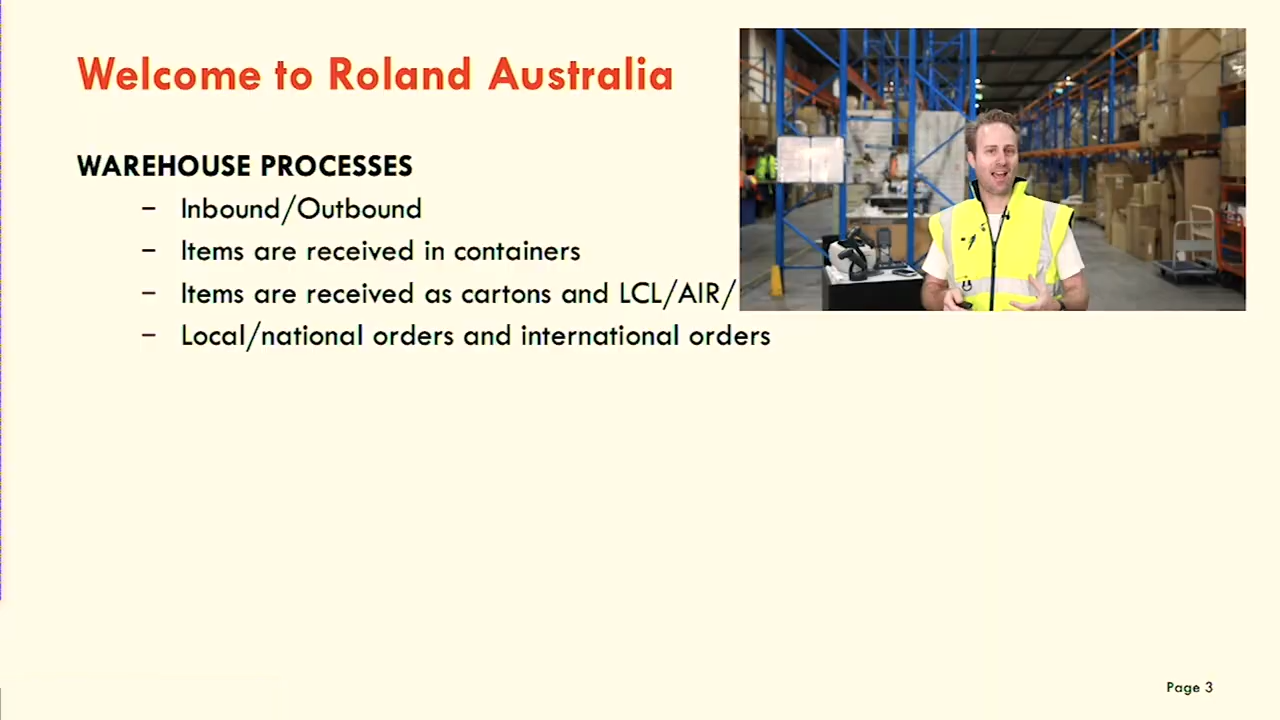 Welcome to Roland Australia
WAREHOUSE PROCESSES
– Inbound/Outbound
– Items are received in containers
– Items are received as cartons and LCL/AIR/
– Local/national orders and international orders
Page 3